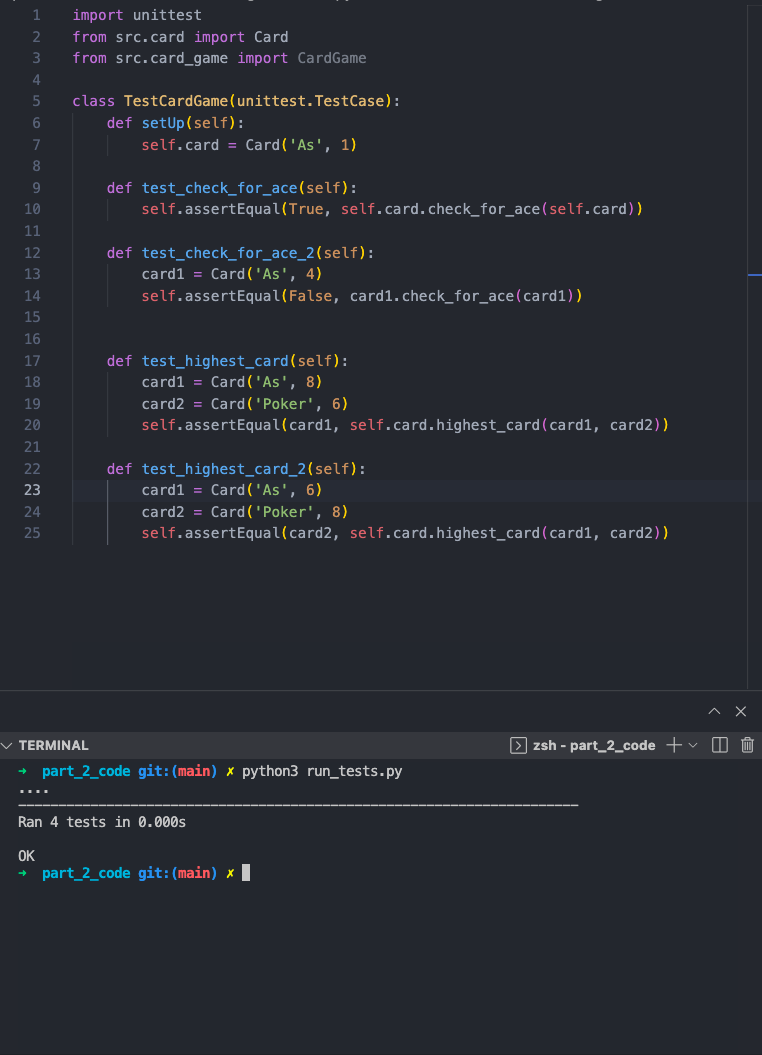 1 import unittest
2 from src.card import Card
3 from src.card_game import CardGame
4
5 class TestCardGame(unittest.TestCase):
6     def setUp(self):
7         self.card = Card('As', 1)
8
9     def test_check_for_ace(self):
10         self.assertEqual(True, self.card.check_for_ace(self.card))
11
12     def test_check_for_ace_2(self):
13         card1 = Card('As', 4)
14         self.assertEqual(False, card1.check_for_ace(card1))
15
16
17     def test_highest_card(self):
18         card1 = Card('As', 8)
19         card2 = Card('Poker', 6)
20         self.assertEqual(card1, self.card.highest_card(card1, card2))
21
22     def test_highest_card_2(self):
23         card1 = Card('As', 6)
24         card2 = Card('Poker', 8)
25         self.assertEqual(card2, self.card.highest_card(card1, card2))
TERMINAL zsh - part_2_code
→ part_2_code git:(main) ✗ python3 run_tests.py
....
----------------------------------------------------------------------
Ran 4 tests in 0.000s

OK
→ part_2_code git:(main) ✗